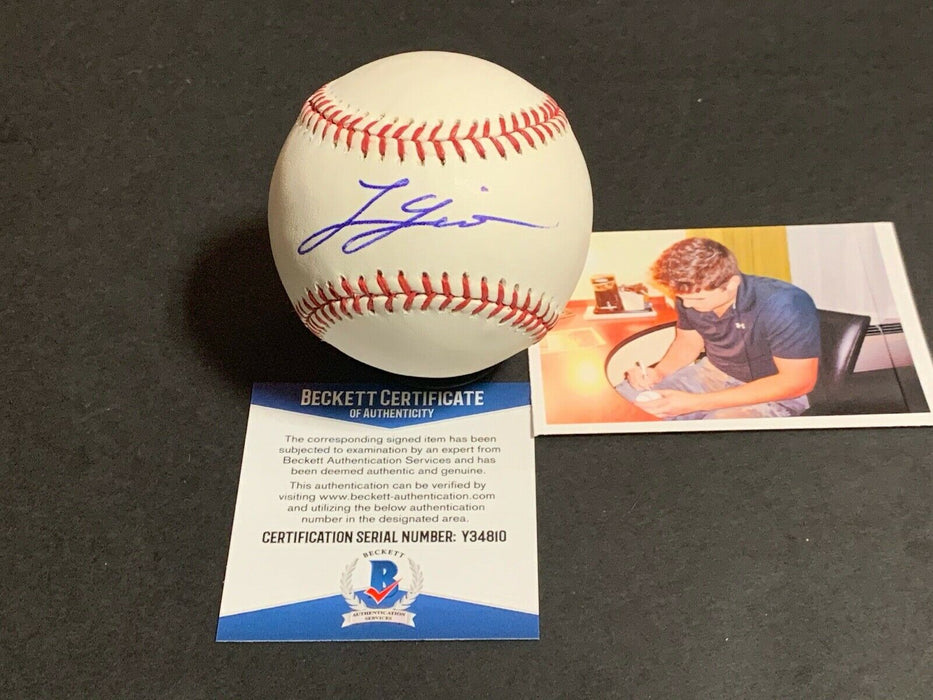 BECKETT CERTIFICATE
OF AUTHENTICITY
The corresponding signed item has been
subjected to examination by an expert from
Beckett Authentication Services and has
been deemed authentic and genuine.
This authentication can be verified by
visiting www.beckett-authentication.com
and utilizing the below authentication
number in the designated area.
CERTIFICATION SERIAL NUMBER: Y34810
BECKETT
B
AUTHENTICATION
SERVICES